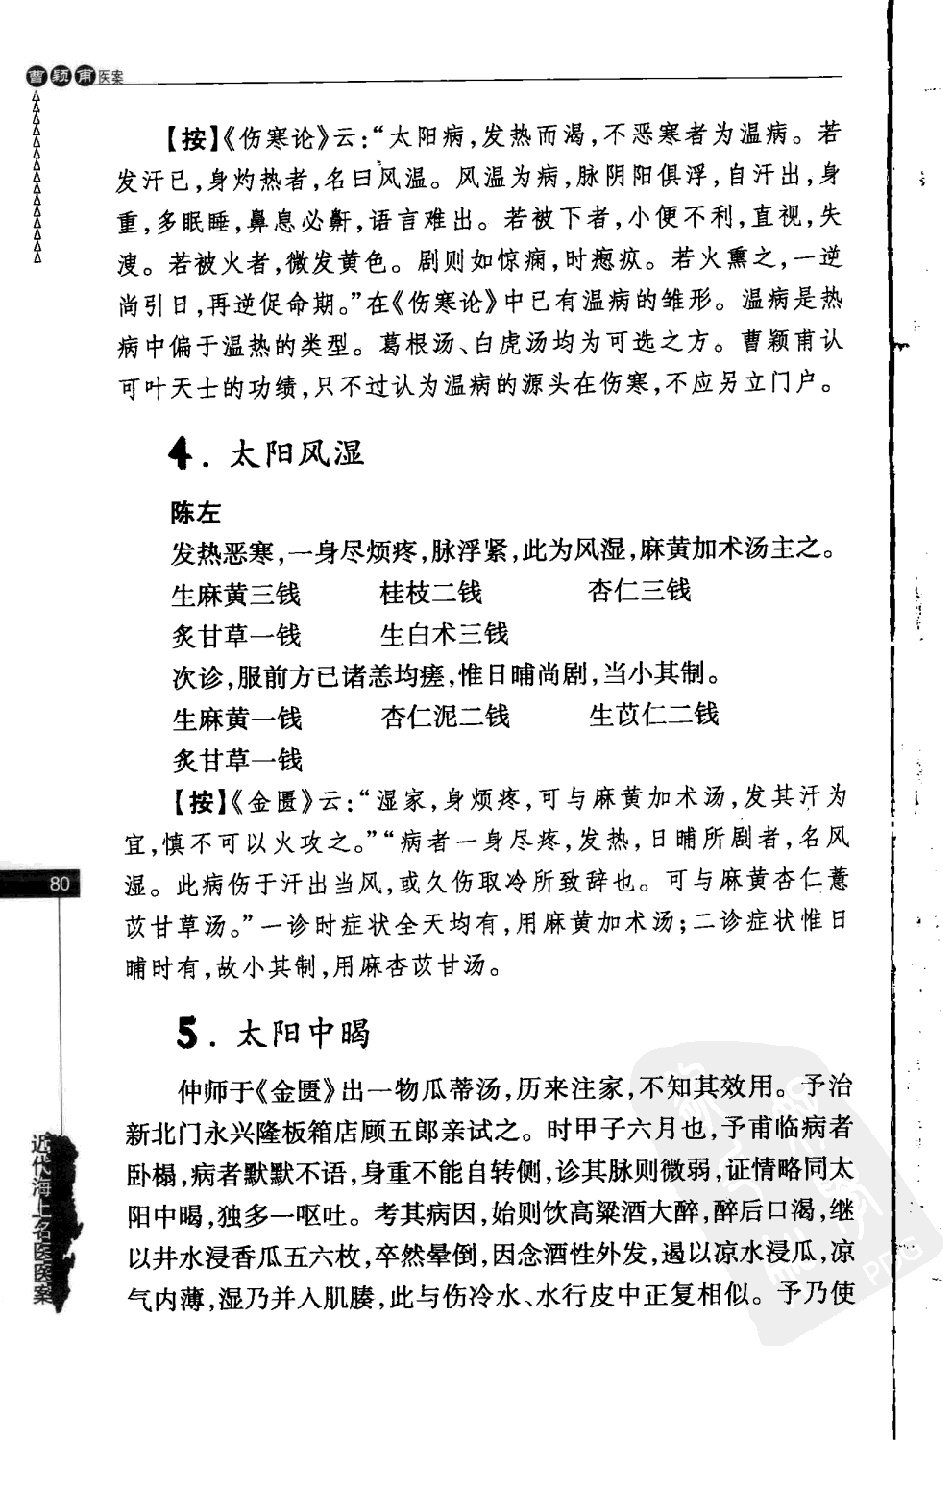 曹颖甫医案
【按】《伤寒论》云:“太阳病,发热而渴,不恶寒者为温病。若
发汗已,身灼热者,名曰风温。风温为病,脉阴阳俱浮,自汗出,身
重,多眠睡,鼻息必鼾,语言难出。若被下者,小便不利,直视,失
溲。若被火者,微发黄色。剧则如惊痫,时瘛疭。若火熏之,一逆
尚引日,再逆促命期。”在《伤寒论》中已有温病的雏形。温病是热
病中偏于温热的类型。葛根汤、白虎汤均为可选之方。曹颖甫认
可叶天士的功绩,只不过认为温病的源头在伤寒,不应另立门户。
4. 太阳风湿
陈左
发热恶寒,一身尽烦疼,脉浮紧,此为风湿,麻黄加术汤主之。
生麻黄三钱 桂枝二钱 杏仁三钱
炙甘草一钱 生白术三钱
次诊,服前方已诸恙均瘥,惟日晡尚剧,当小其制。
生麻黄一钱 杏仁泥二钱 生苡仁二钱
炙甘草一钱
【按】《金匮》云:“湿家,身烦疼,可与麻黄加术汤,发其汗为
宜,慎不可以火攻之。”“病者一身尽疼,发热,日晡所剧者,名风
湿。此病伤于汗出当风,或久伤取冷所致辞也。可与麻黄杏仁薏
苡甘草汤。”一诊时症状全天均有,用麻黄加术汤;二诊症状惟日
晡时有,故小其制,用麻杏苡甘汤。
80
5. 太阳中暍
仲师于《金匮》出一物瓜蒂汤,历来注家,不知其效用。予治
新北门永兴隆板箱店顾五郎亲试之。时甲子六月也,予甫临病者
卧榻,病者默默不语,身重不能自转侧,诊其脉则微弱,证情略同太
阳中暍,独多一呕吐。考其病因,始则饮高粱酒大醉,醉后口渴,继
以井水浸香瓜五六枚,卒然晕倒,因念酒性外发,遏以凉水浸瓜,凉
气内薄,湿乃并入肌腠,此与伤冷水、水行皮中正复相似。予乃使
近代海上名医医案
PDG